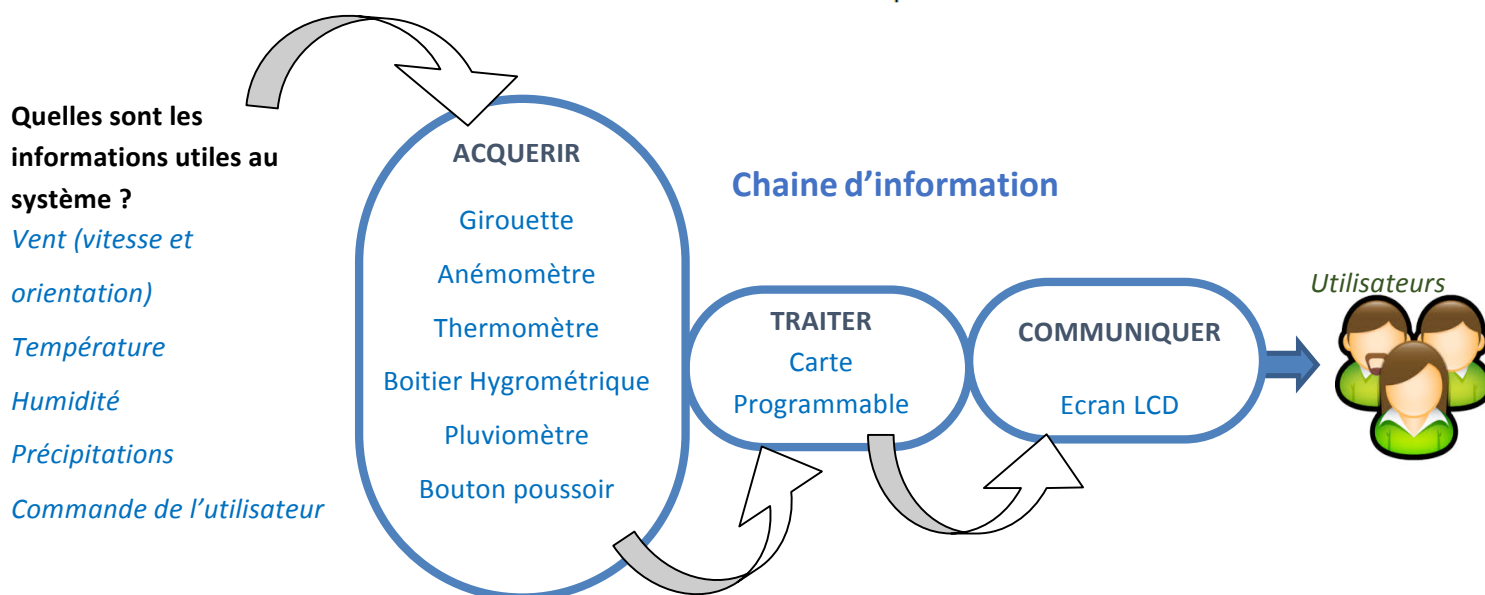 Quelles sont les
informations utiles au
système ?
Vent (vitesse et
orientation)
Température
Humidité
Précipitations
Commande de l'utilisateur
ACQUERIR
Girouette
Anémomètre
Thermomètre
Boitier Hygrométrique
Pluviomètre
Bouton poussoir
Chaine d'information
TRAITER
Carte
Programmable
COMMUNIQUER
Ecran LCD
Utilisateurs